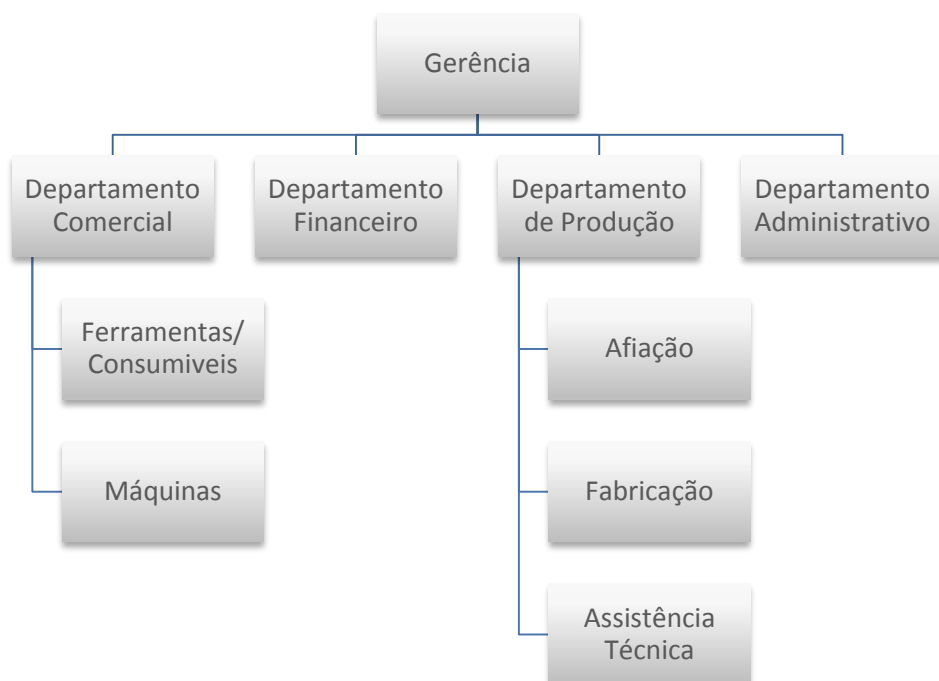 Gerência
Departamento
Comercial
Departamento
Financeiro
Departamento
de Produção
Departamento
Administrativo
Ferramentas/
Consumiveis
Máquinas
Afiação
Fabricação
Assistência
Técnica